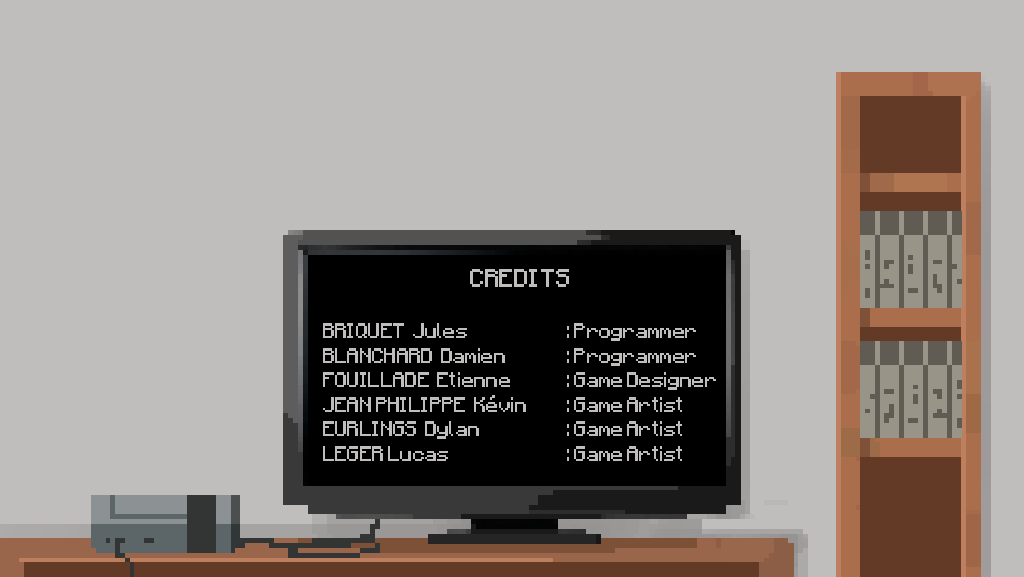 CREDITS
BRIQUET Jules :Programmer
BLANCHARD Damien :Programmer
FOUILLADE Etienne :Game Designer
JEAN PHILIPPE Kévin :Game Artist
EURLINGS Dylan :Game Artist
LEGER Lucas :Game Artist